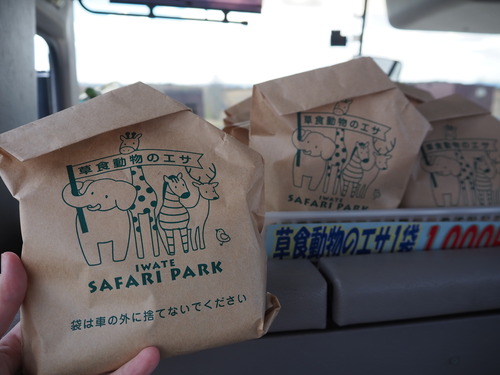 草食動物のエサ
IWATE
SAFARI PARK
袋は車の外に捨てないでください
草食動物のエサ
IWATE
SAFARI PARK
草食動物のエサ1袋 1,000